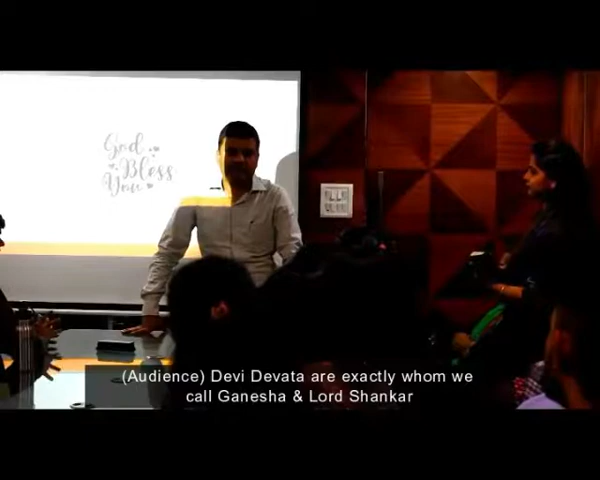 God
Bless
You
(Audience) Devi Devata are exactly whom we
call Ganesha & Lord Shankar